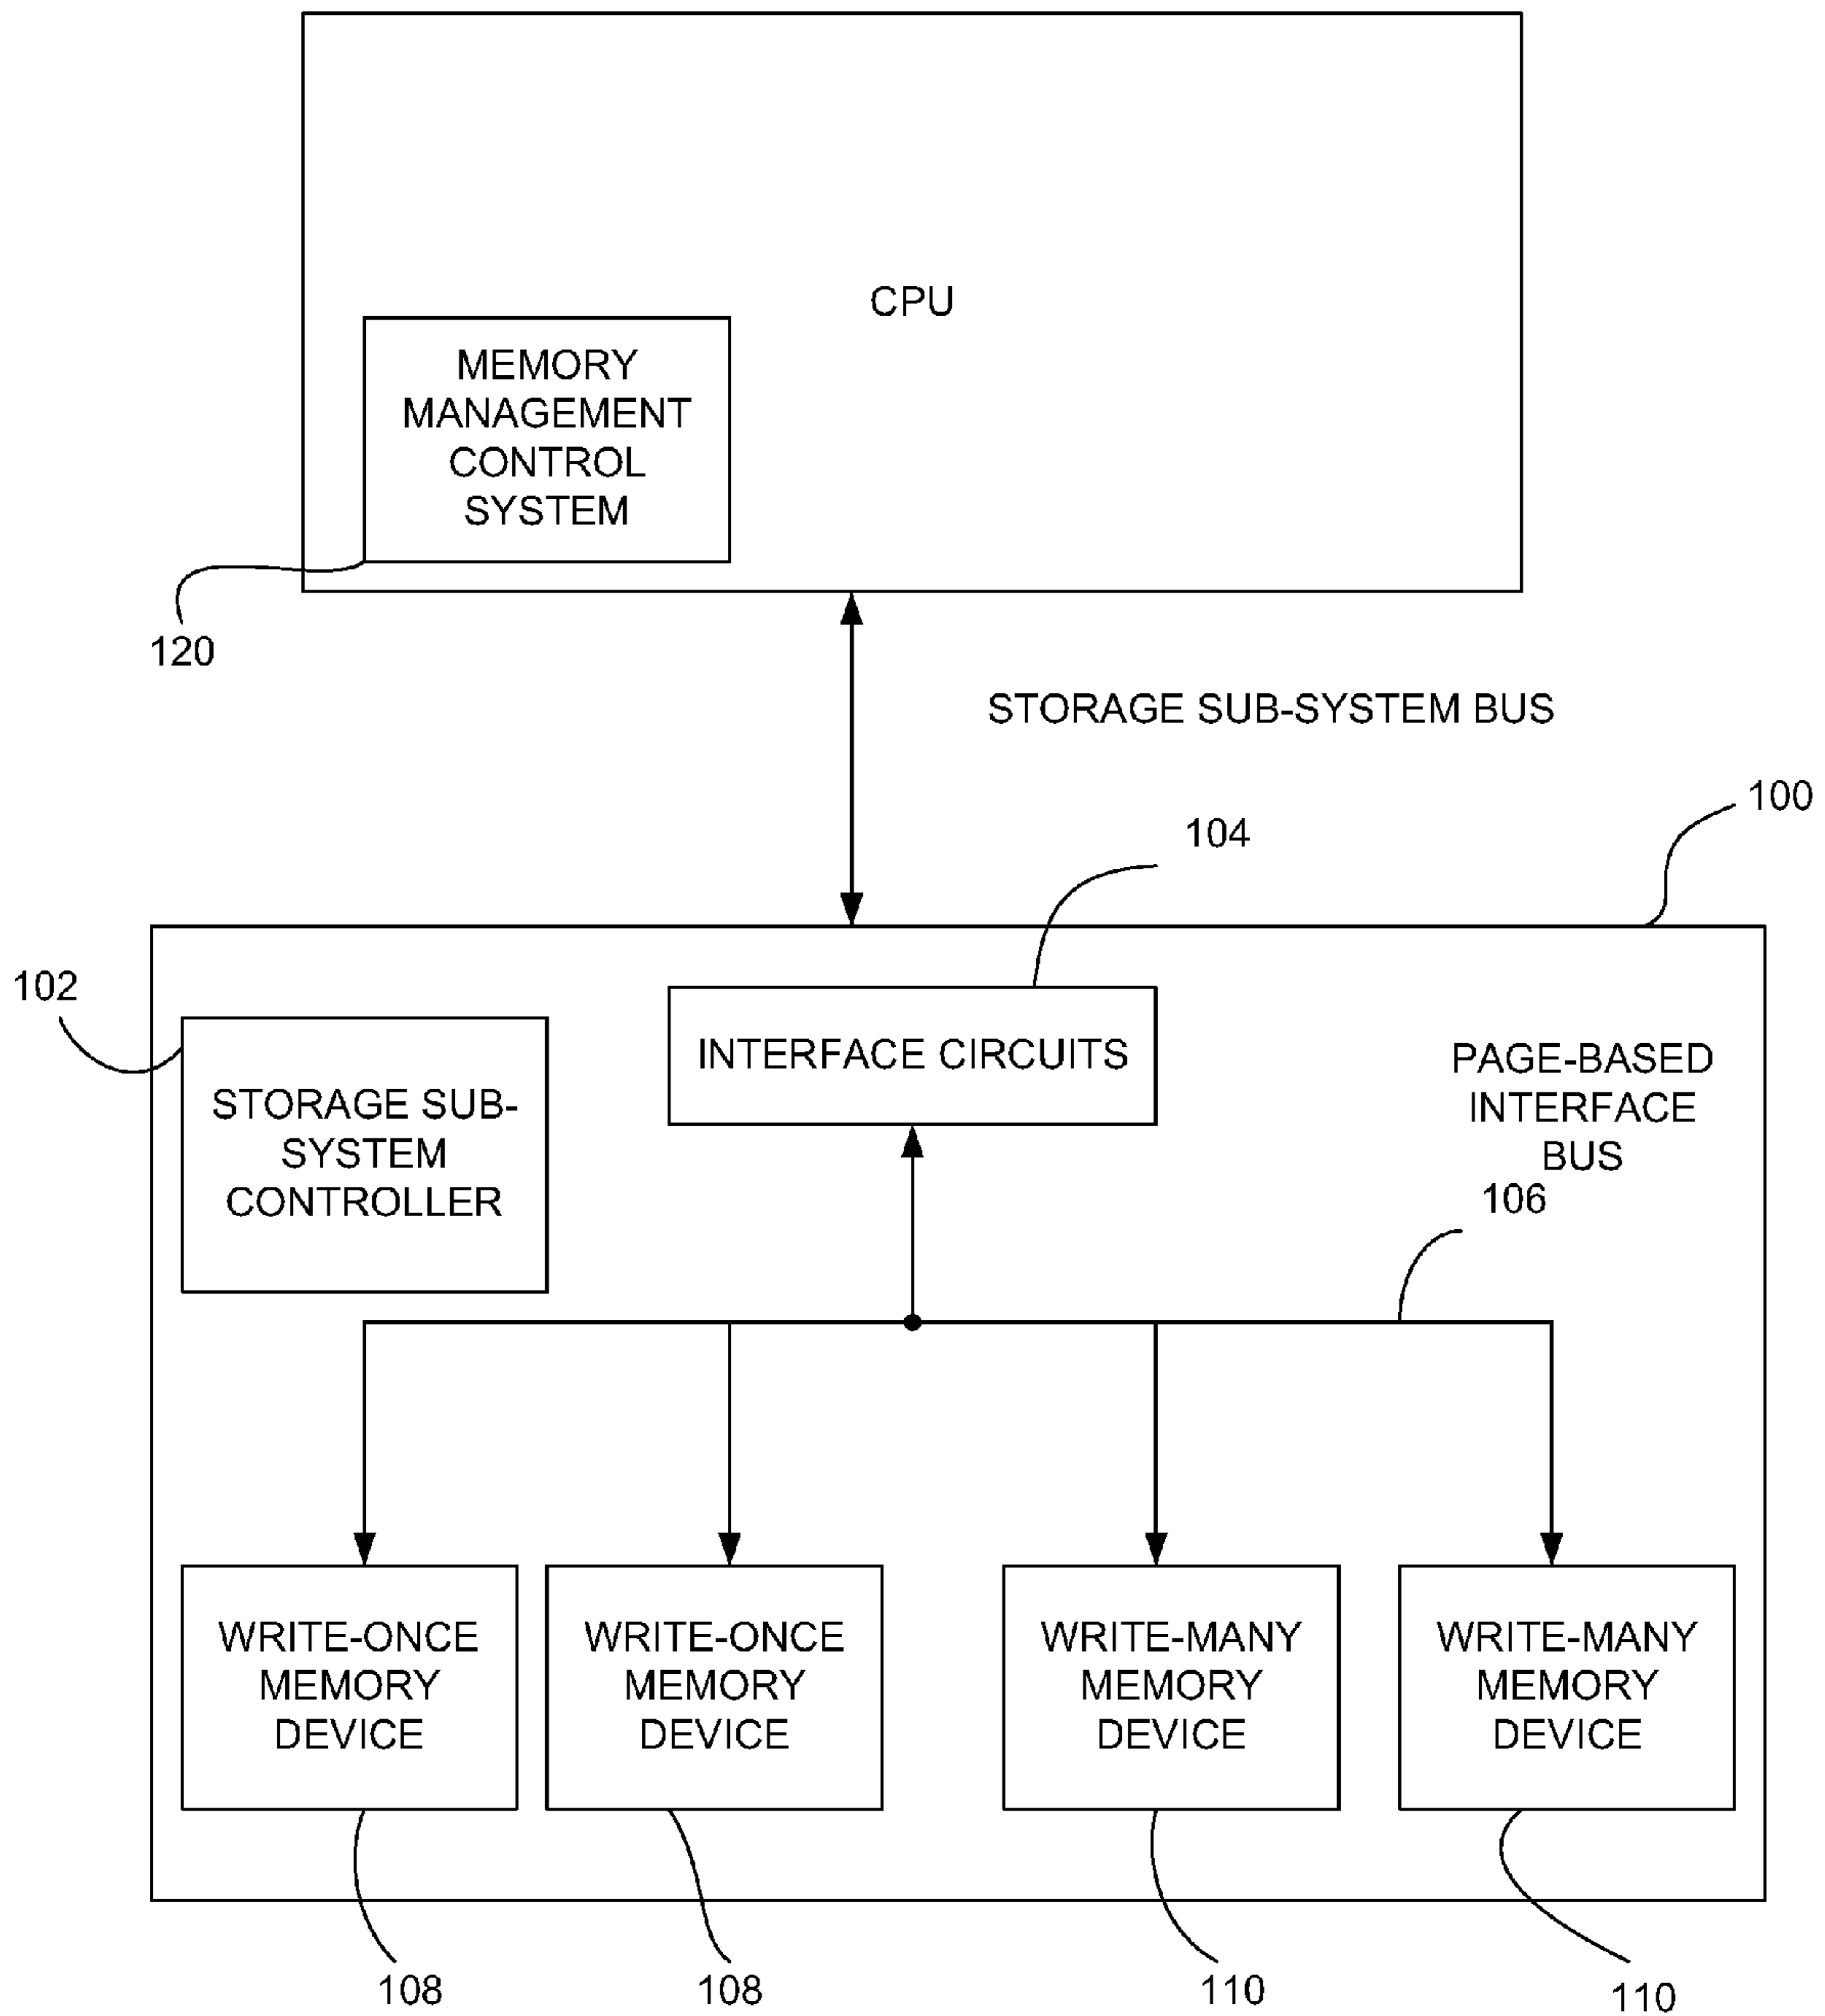 CPU
MEMORY
MANAGEMENT
CONTROL
SYSTEM
120
STORAGE SUB-SYSTEM BUS
100
104
102
INTERFACE CIRCUITS
PAGE-BASED
INTERFACE
BUS
STORAGE SUB-
SYSTEM
CONTROLLER
106
WRITE-ONCE
MEMORY
DEVICE
WRITE-ONCE
MEMORY
DEVICE
WRITE-MANY
MEMORY
DEVICE
WRITE-MANY
MEMORY
DEVICE
108
108
110
110